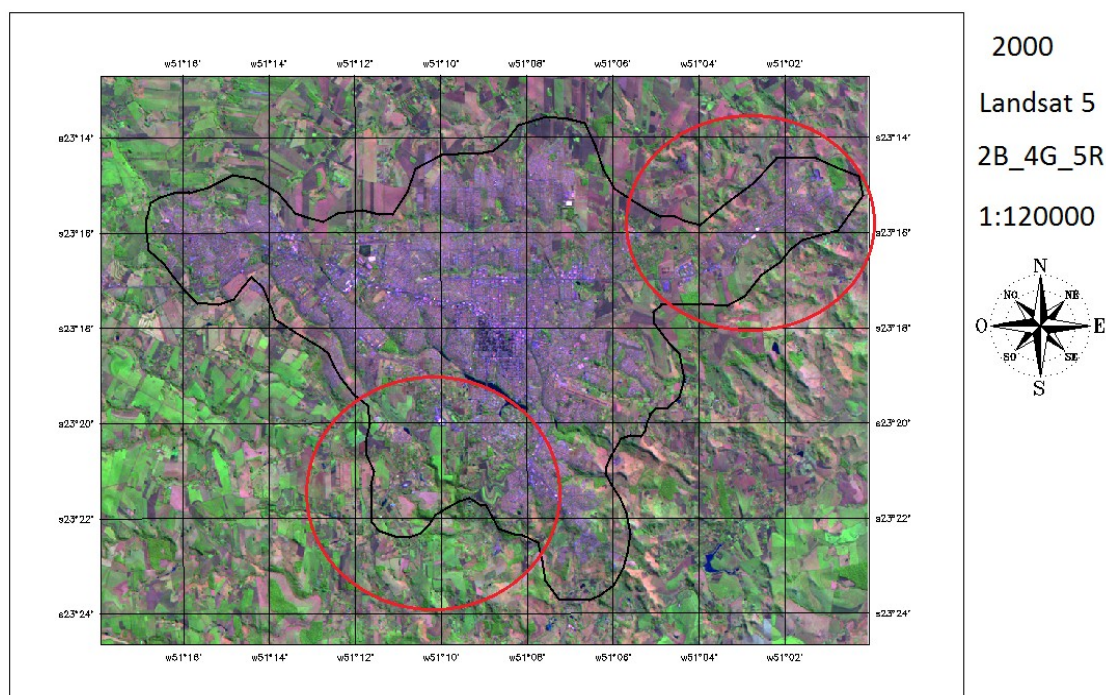 w51°16' w51°14' w51°12' w51°10' w51°08' w51°06' w51°04' w51°02'
s23°14' s23°14'
s23°16' s23°16'
s23°18' s23°18'
s23°20' s23°20'
s23°22' s23°22'
s23°24' s23°24'
w51°16' w51°14' w51°12' w51°10' w51°08' w51°06' w51°04' w51°02'
2000
Landsat 5
2B_4G_5R
1:120000
N
NO NE
O E
SO SE
S